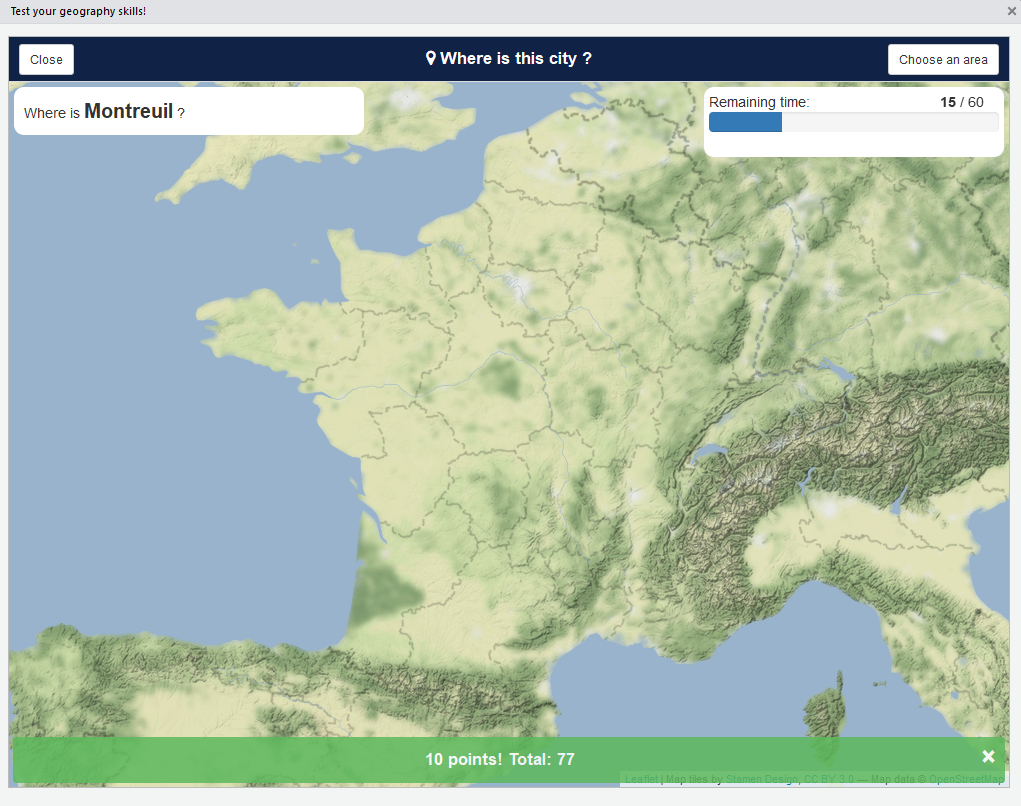 Test your geography skills!
Close
Where is this city ?
Choose an area
Where is Montreuil ?
Remaining time: 15 / 60
10 points! Total: 77
Leaflet | Map tiles by Stamen Design, CC BY 3.0 — Map data © OpenStreetMap